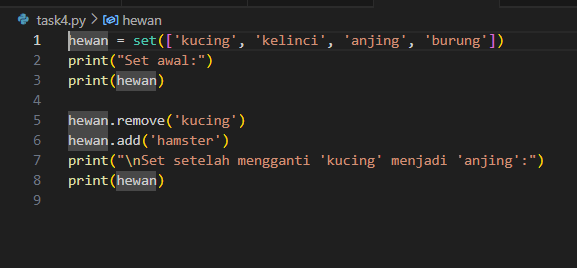 task4.py > hewan
1 hewan = set(['kucing', 'kelinci', 'anjing', 'burung'])
2 print("Set awal:")
3 print(hewan)
4
5 hewan.remove('kucing')
6 hewan.add('hamster')
7 print("\nSet setelah mengganti 'kucing' menjadi 'anjing':")
8 print(hewan)
9